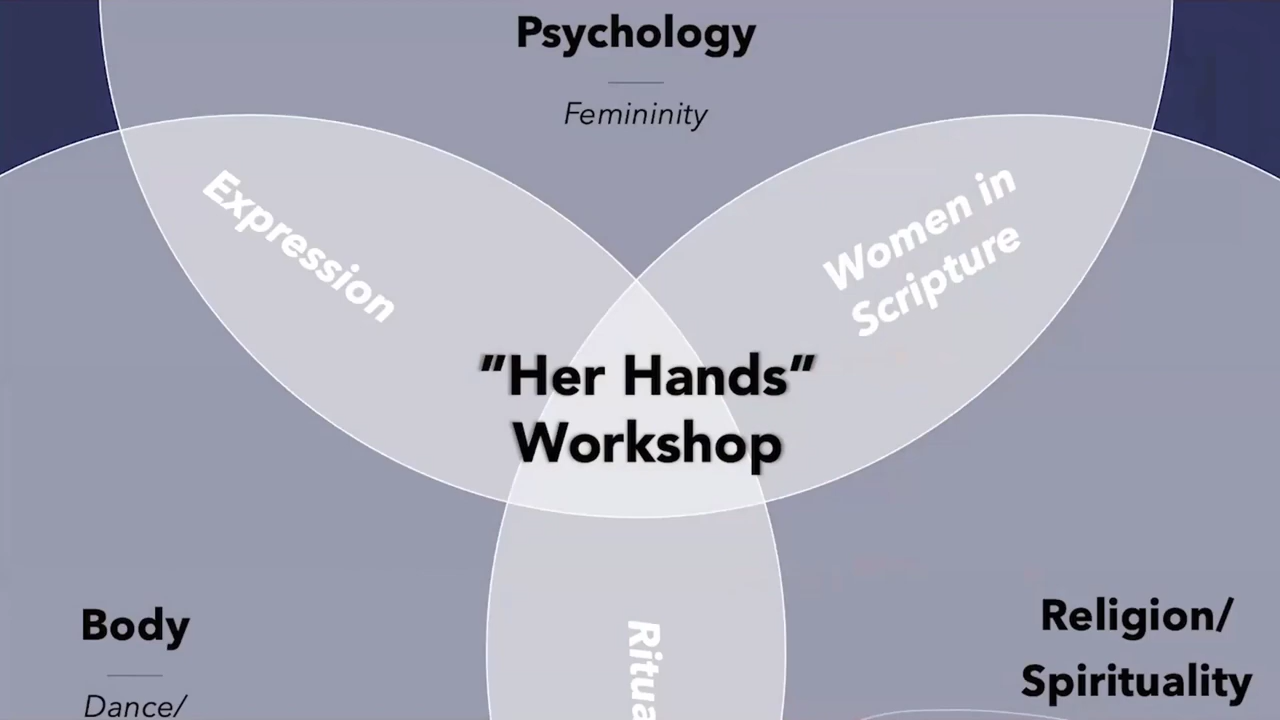 Psychology
Femininity
Expression
Women in
Scripture
"Her Hands"
Workshop
Body
Dance/
Religion/
Spirituality